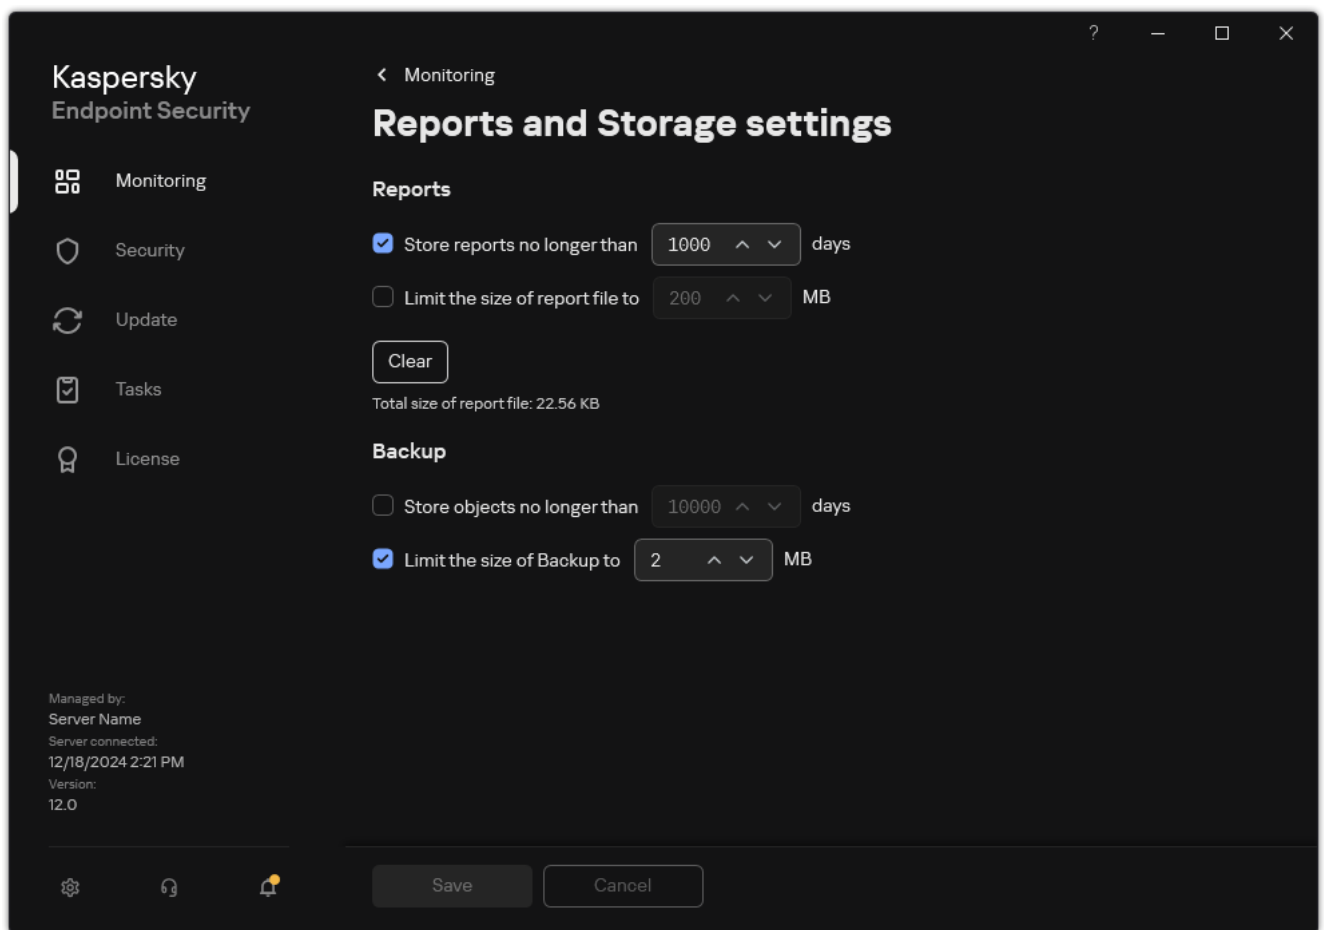 ?
Kaspersky
Endpoint Security
Monitoring
Security
Update
Tasks
License
Managed by:
Server Name
Server connected:
12/18/2024 2:21 PM
Version:
12.0
Monitoring
Reports and Storage settings
Reports
Store reports no longer than 1000 days
Limit the size of report file to 200 MB
Clear
Total size of report file: 22.56 KB
Backup
Store objects no longer than 10000 days
Limit the size of Backup to 2 MB
Save Cancel